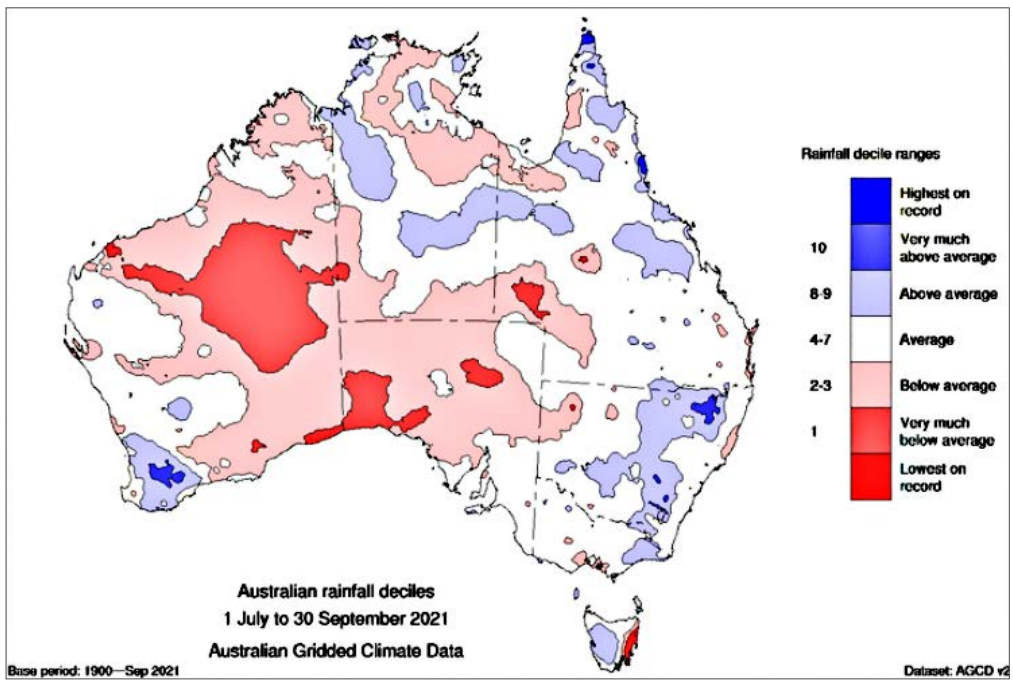 Rainfall decile ranges
Highest on
record
10
Very much
above average
8-9
Above average
4-7
Average
2-3
Below average
1
Very much
below average
Lowest on
record
Australian rainfall deciles
1 July to 30 September 2021
Australian Gridded Climate Data
Base period: 1900—Sep 2021
Dataset: AGCD v2